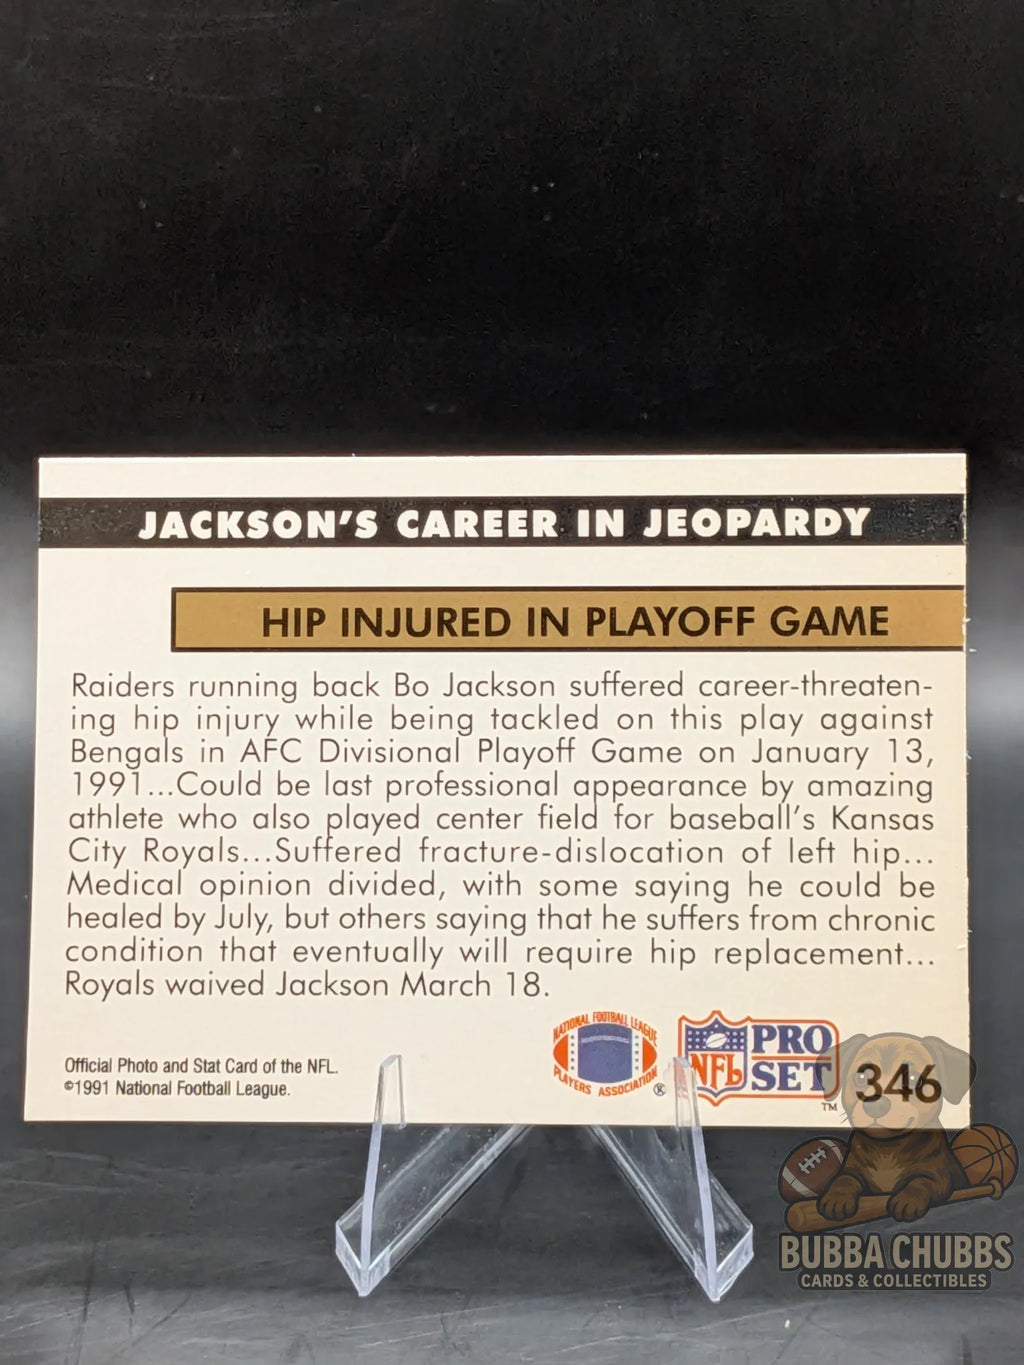 JACKSON'S CAREER IN JEOPARDY
HIP INJURED IN PLAYOFF GAME
Raiders running back Bo Jackson suffered career-threaten-
ing hip injury while being tackled on this play against
Bengals in AFC Divisional Playoff Game on January 13,
1991...Could be last professional appearance by amazing
athlete who also played center field for baseball's Kansas
City Royals...Suffered fracture-dislocation of left hip...
Medical opinion divided, with some saying he could be
healed by July, but others saying that he suffers from chronic
condition that eventually will require hip replacement...
Royals waived Jackson March 18.
Official Photo and Stat Card of the NFL.
©1991 National Football League.
NATIONAL FOOTBALL LEAGUE
PLAYERS ASSOCIATION ®
NFL PRO SET ™
346
BUBBA CHUBBS
CARDS & COLLECTIBLES